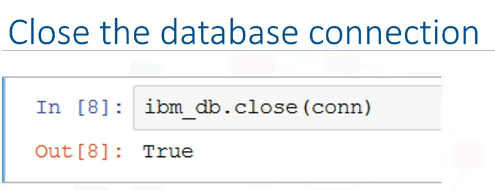 Close the database connection
In [8]: ibm_db.close(conn)
Out[8]: True